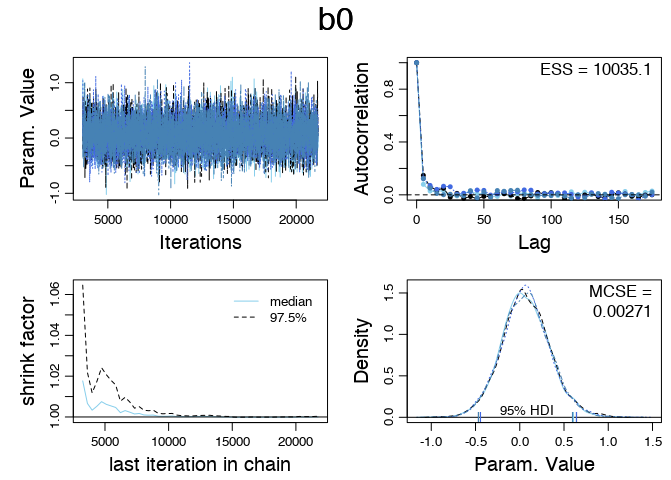 b0
Param. Value
-1.0 0.0 1.0
5000 10000 15000 20000
Iterations
Autocorrelation
0.0 0.4 0.8
ESS = 10035.1
0 50 100 150
Lag
shrink factor
1.00 1.02 1.04 1.06
median
97.5%
5000 10000 15000 20000
last iteration in chain
Density
0.0 0.5 1.0 1.5
MCSE =
0.00271
95% HDI
-1.0 -0.5 0.0 0.5 1.0 1.5
Param. Value